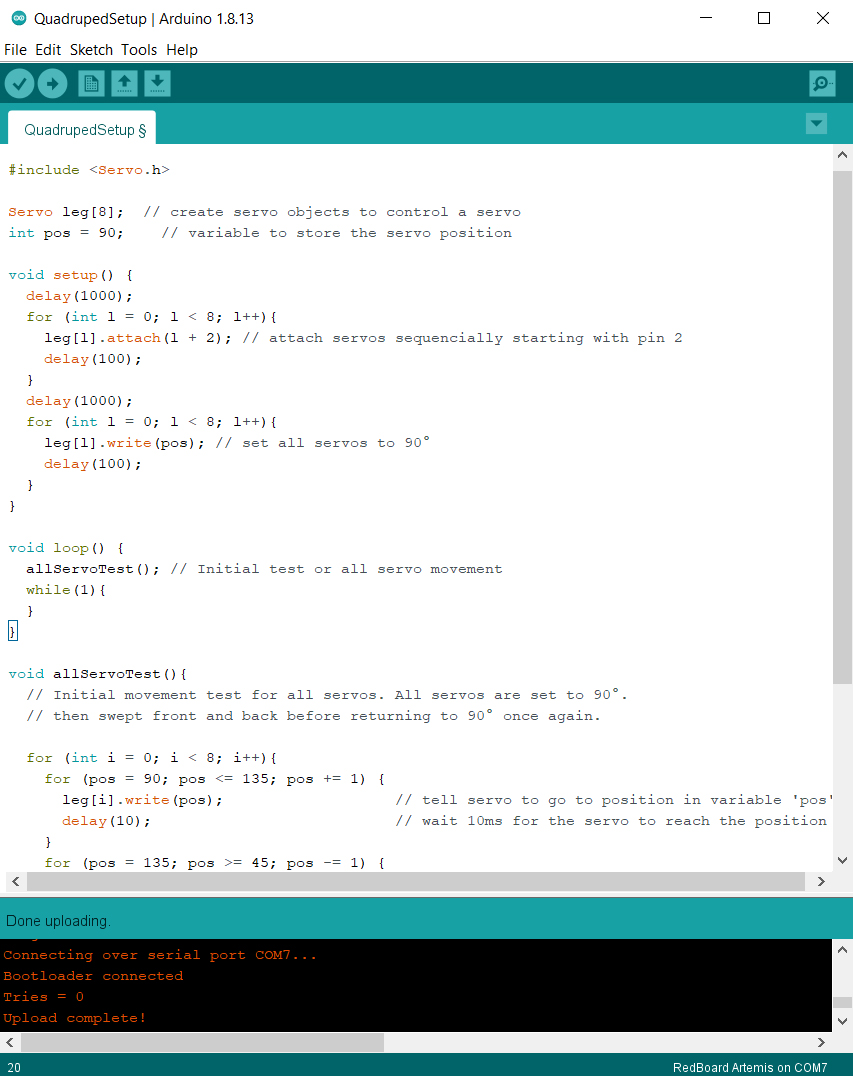 QuadrupedSetup | Arduino 1.8.13
File Edit Sketch Tools Help
QuadrupedSetup §
#include <Servo.h>
Servo leg[8];  // create servo objects to control a servo
int pos = 90;    // variable to store the servo position
void setup() {
  delay(1000);
  for (int l = 0; l < 8; l++){
    leg[l].attach(l + 2); // attach servos sequencially starting with pin 2
    delay(100);
  }
  delay(1000);
  for (int l = 0; l < 8; l++){
    leg[l].write(pos); // set all servos to 90°
    delay(100);
  }
}
void loop() {
  allServoTest(); // Initial test or all servo movement
  while(1){
  }
}
void allServoTest(){
  // Initial movement test for all servos. All servos are set to 90°.
  // then swept front and back before returning to 90° once again.
  for (int i = 0; i < 8; i++){
    for (pos = 90; pos <= 135; pos += 1) {
      leg[i].write(pos);                   // tell servo to go to position in variable 'pos'
      delay(10);                           // wait 10ms for the servo to reach the position
    }
    for (pos = 135; pos >= 45; pos -= 1) {
Done uploading.
Connecting over serial port COM7...
Bootloader connected
Tries = 0
Upload complete!
20
RedBoard Artemis on COM7